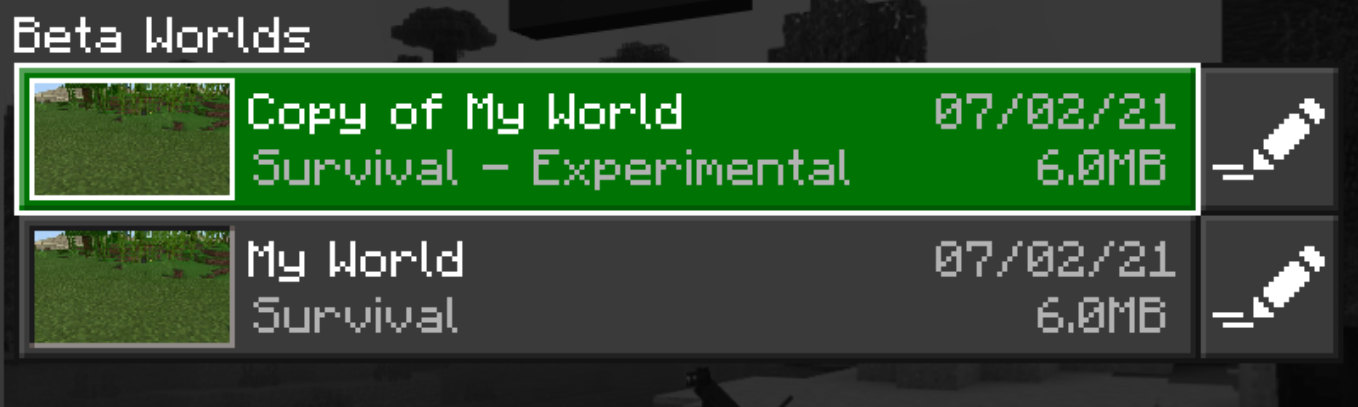 Beta Worlds
Copy of My World 07/02/21
Survival - Experimental 6.0MB
My World 07/02/21
Survival 6.0MB